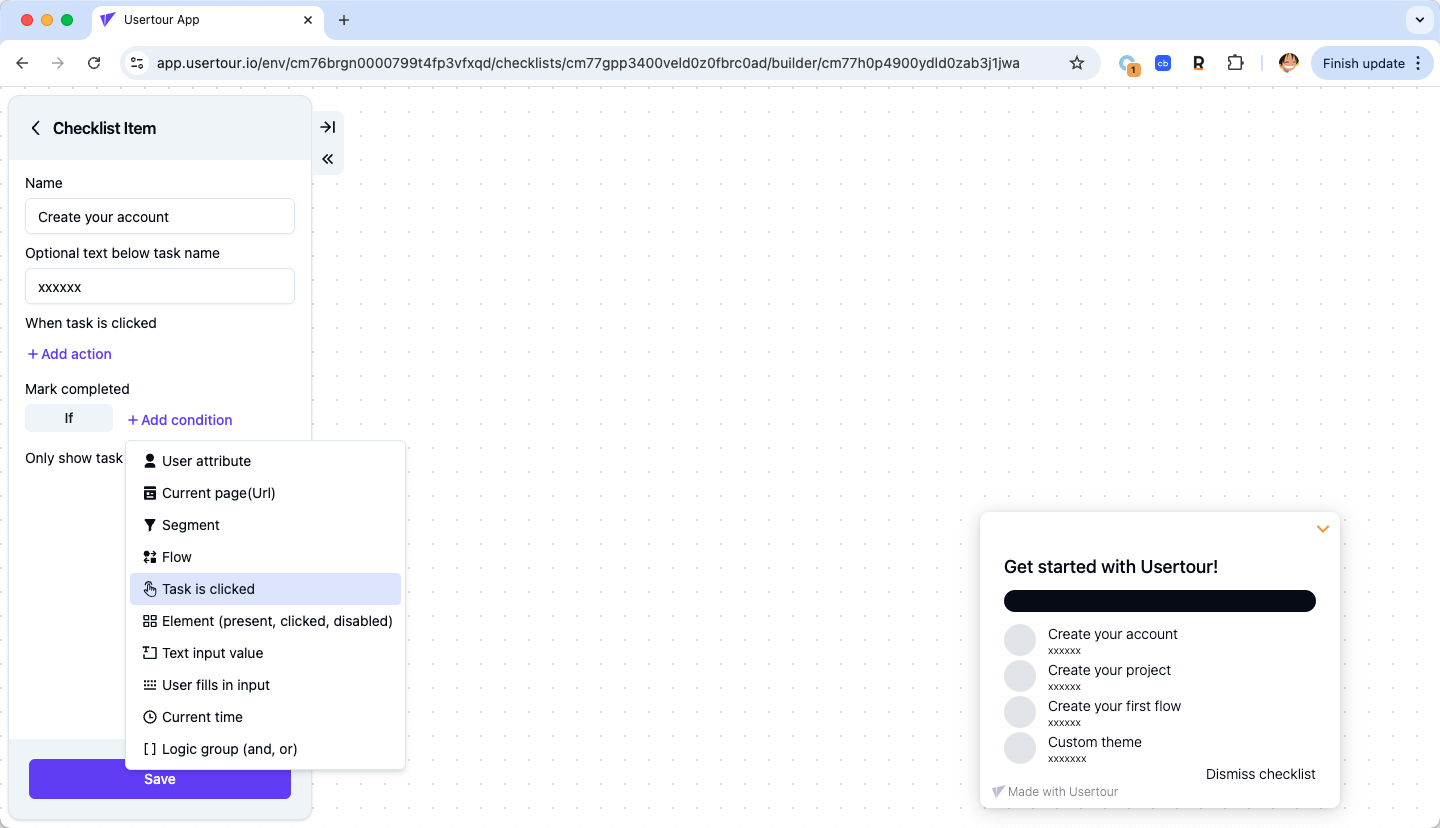 Usertour App
app.usertour.io/env/cm76brgn0000799t4fp3vfxqd/checklists/cm77gpp3400veld0z0fbrc0ad/builder/cm77h0p4900ydld0zab3j1jwa
1
cb
R
Finish update
Checklist Item
Name
Create your account
Optional text below task name
xxxxxx
When task is clicked
+ Add action
Mark completed
If
+ Add condition
Only show task
User attribute
Current page(Url)
Segment
Flow
Task is clicked
Element (present, clicked, disabled)
Text input value
User fills in input
Current time
Logic group (and, or)
Save
Get started with Usertour!
Create your account
xxxxxx
Create your project
xxxxxx
Create your first flow
xxxxxx
Custom theme
xxxxxxx
Dismiss checklist
Made with Usertour